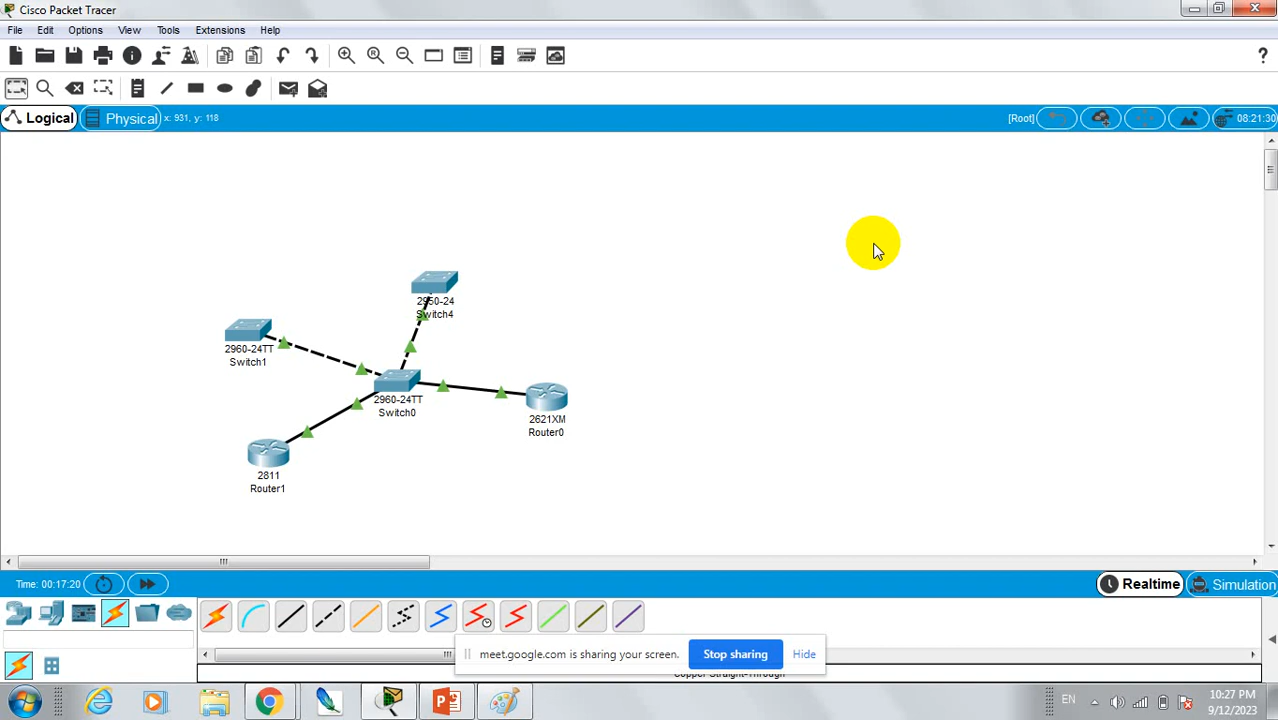 Cisco Packet Tracer
File Edit Options View Tools Extensions Help
Logical Physical x: 931, y: 118 [Root] 08:21:30
2950-24
Switch4
2960-24TT
Switch1
2960-24TT
Switch0
2621XM
Router0
2811
Router1
Time: 00:17:20 Realtime Simulation
meet.google.com is sharing your screen. Stop sharing Hide
Copper Straight-Through
EN 10:27 PM
9/12/2023